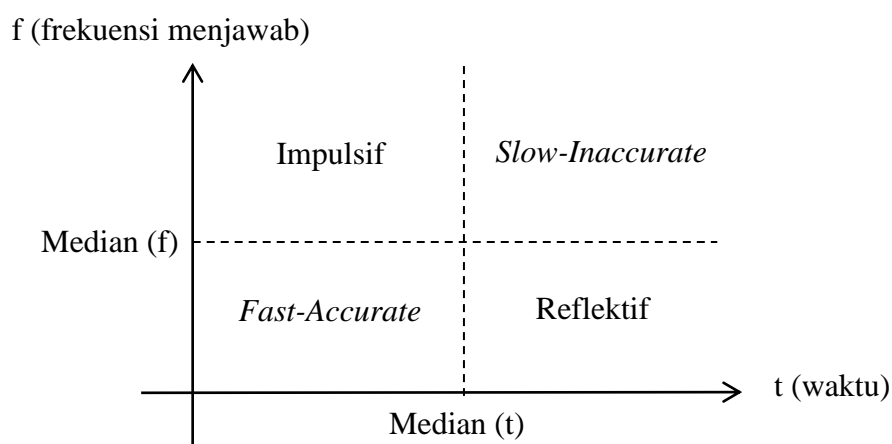 f (frekuensi menjawab)
Impulsif
Slow-Inaccurate
Median (f)
Fast-Accurate
Reflektif
t (waktu)
Median (t)